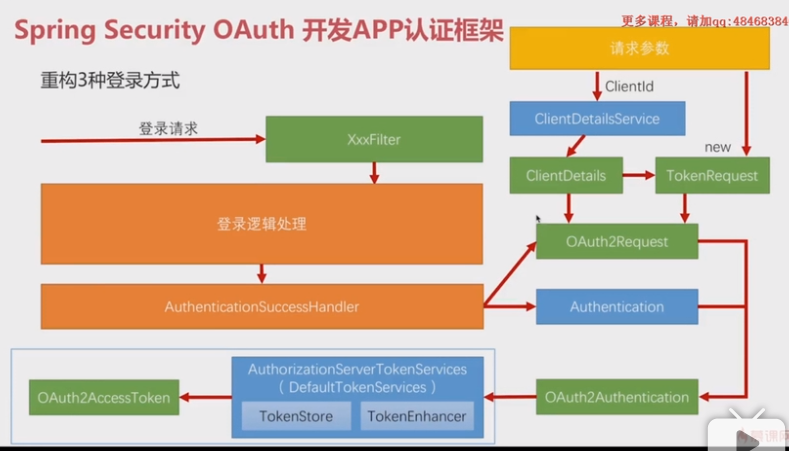 更多课程，请加qq:48468384
Spring Security OAuth 开发APP认证框架
请求参数
重构3种登录方式
ClientId
登录请求
XxxFilter
ClientDetailsService
new
ClientDetails
TokenRequest
登录逻辑处理
OAuth2Request
AuthenticationSuccessHandler
Authentication
AuthorizationServerTokenServices
（ DefaultTokenServices ）
OAuth2AccessToken
OAuth2Authentication
TokenStore
TokenEnhancer